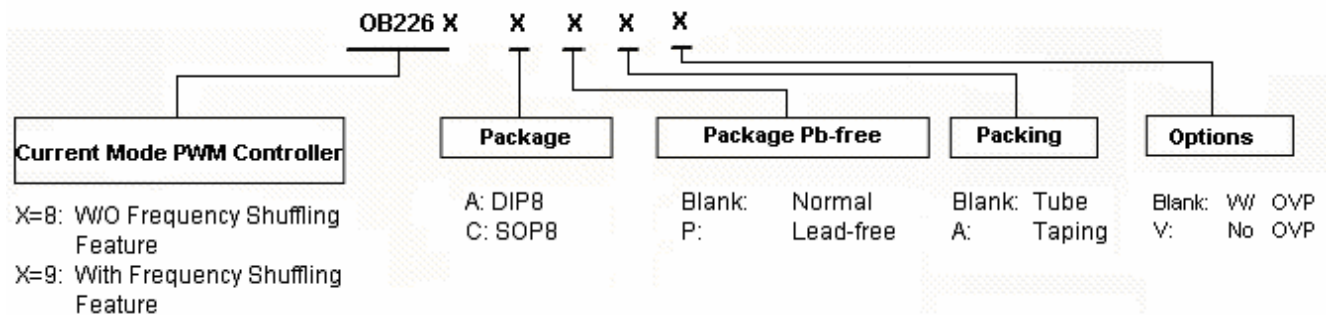 OB226 X X X X X
Current Mode PWM Controller
X=8: W/O Frequency Shuffling
Feature
X=9: With Frequency Shuffling
Feature
Package
A: DIP8
C: SOP8
Package Pb-free
Blank: Normal
P: Lead-free
Packing
Blank: Tube
A: Taping
Options
Blank: W/ OVP
V: No OVP